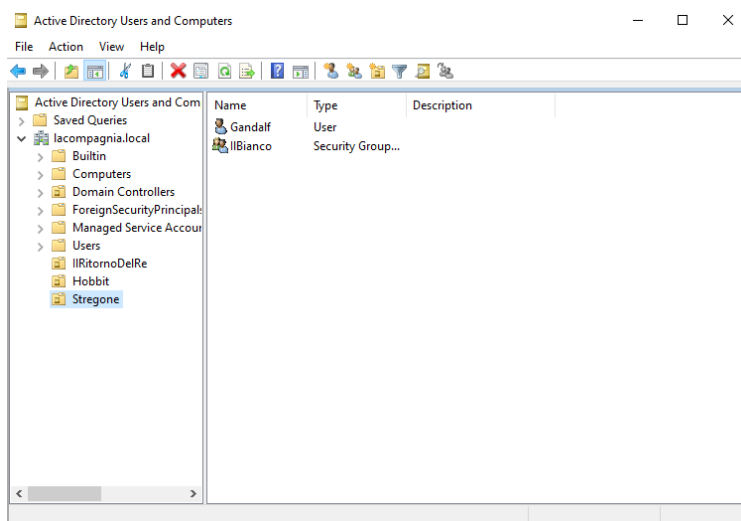 Active Directory Users and Computers
File Action View Help
Active Directory Users and Com
Saved Queries
lacompagnia.local
Builtin
Computers
Domain Controllers
ForeignSecurityPrincipals
Managed Service Accour
Users
IlRitornoDelRe
Hobbit
Stregone
Name Type Description
Gandalf User
IlBianco Security Group...